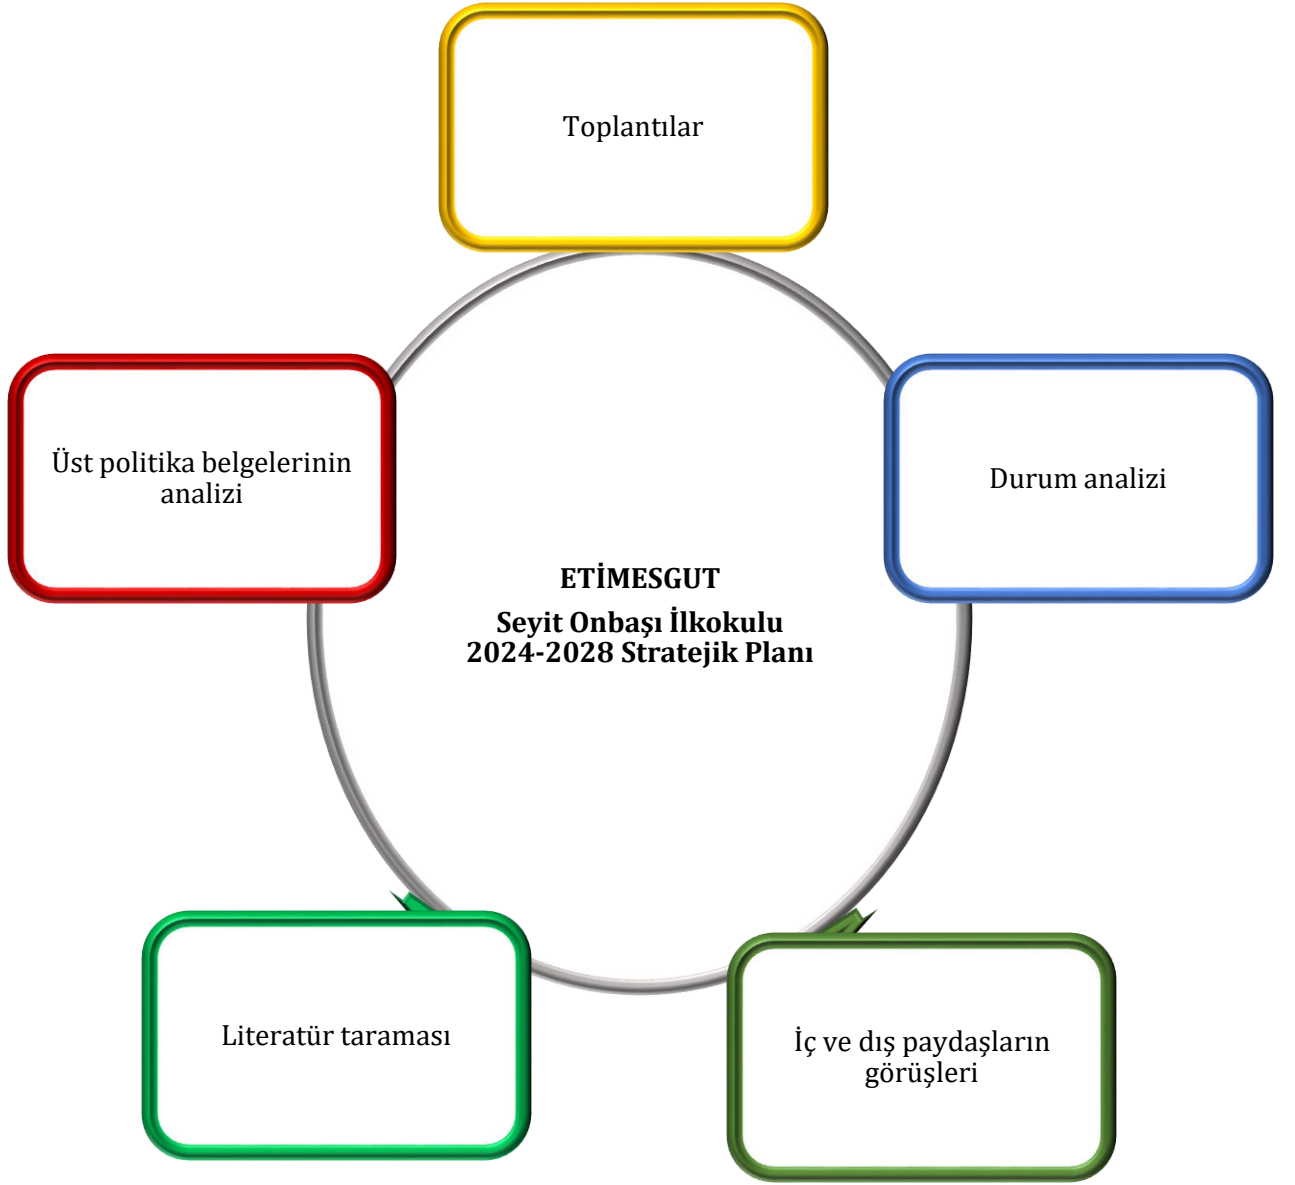 Toplantılar
Üst politika belgelerinin
analizi
Durum analizi
ETİMESGUT
Seyit Onbaşı İlkokulu
2024-2028 Stratejik Planı
Literatür taraması
İç ve dış paydaşların
görüşleri